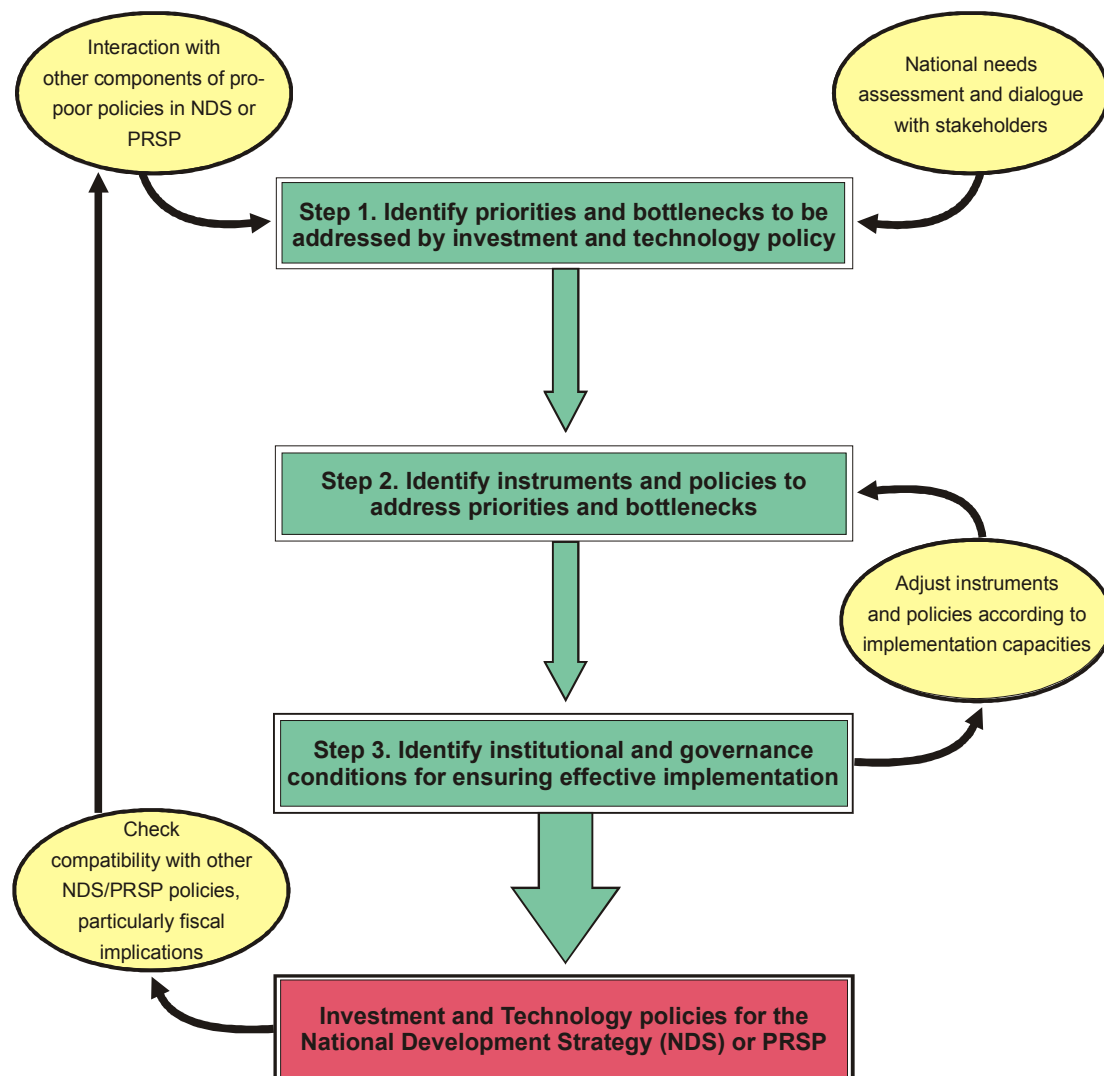 Interaction with
other components of pro-
poor policies in NDS or
PRSP
National needs
assessment and dialogue
with stakeholders
Step 1. Identify priorities and bottlenecks to be
addressed by investment and technology policy
Step 2. Identify instruments and policies to
address priorities and bottlenecks
Adjust instruments
and policies according to
implementation capacities
Step 3. Identify institutional and governance
conditions for ensuring effective implementation
Check
compatibility with other
NDS/PRSP policies,
particularly fiscal
implications
Investment and Technology policies for the
National Development Strategy (NDS) or PRSP